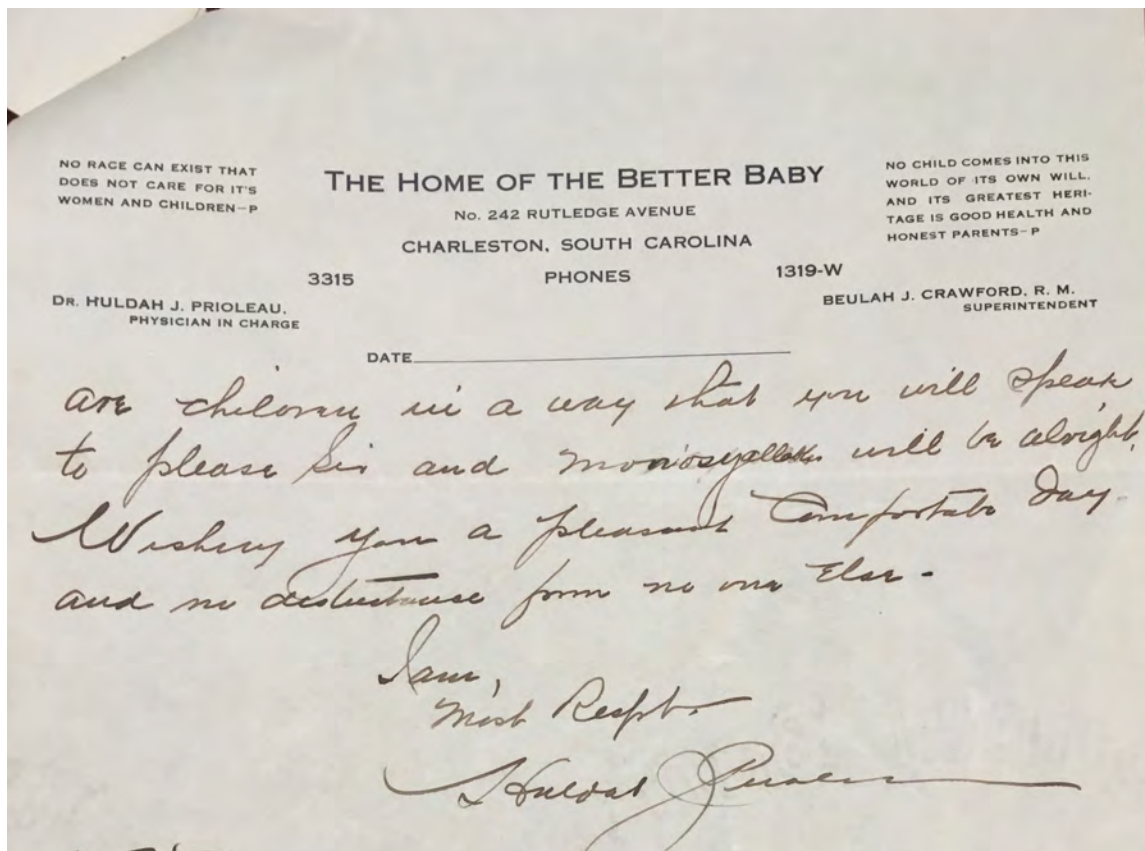 NO RACE CAN EXIST THAT
DOES NOT CARE FOR IT'S
WOMEN AND CHILDREN-P
THE HOME OF THE BETTER BABY
No. 242 RUTLEDGE AVENUE
CHARLESTON, SOUTH CAROLINA
3315 PHONES 1319-W
NO CHILD COMES INTO THIS
WORLD OF ITS OWN WILL,
AND ITS GREATEST HERI-
TAGE IS GOOD HEALTH AND
HONEST PARENTS-P
DR. HULDAH J. PRIOLEAU,
PHYSICIAN IN CHARGE
BEULAH J. CRAWFORD, R. M.
SUPERINTENDENT
DATE
are children in a way that you will speak
to please Sir and will be alright,
Wishing you a pleasant Comfortable Day
and no disturbance form no one Else -
I am,
Most Respt.
Huldah J Prioleau